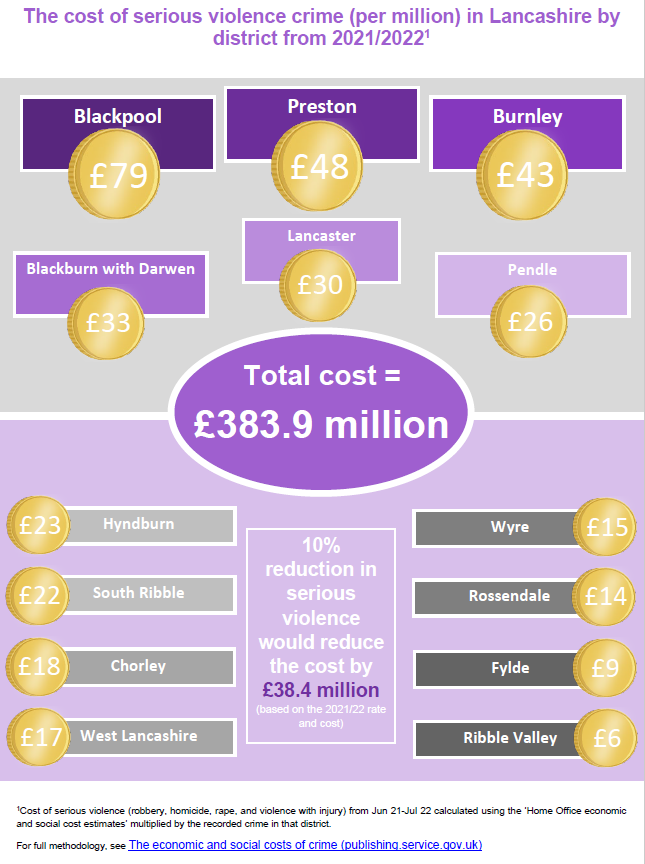 The cost of serious violence crime (per million) in Lancashire by
district from 2021/2022¹
Blackpool
£79
Preston
£48
Burnley
£43
Blackburn with Darwen
£33
Lancaster
£30
Pendle
£26
Total cost =
£383.9 million
£23
Hyndburn
£22
South Ribble
£18
Chorley
£17
West Lancashire
10%
reduction in
serious
violence
would reduce
the cost by
£38.4 million
(based on the 2021/22 rate
and cost)
Wyre
£15
Rossendale
£14
Fylde
£9
Ribble Valley
£6
¹Cost of serious violence (robbery, homicide, rape, and violence with injury) from Jun 21-Jul 22 calculated using the ‘Home Office economic
and social cost estimates’ multiplied by the recorded crime in that district.
For full methodology, see The economic and social costs of crime (publishing.service.gov.uk)